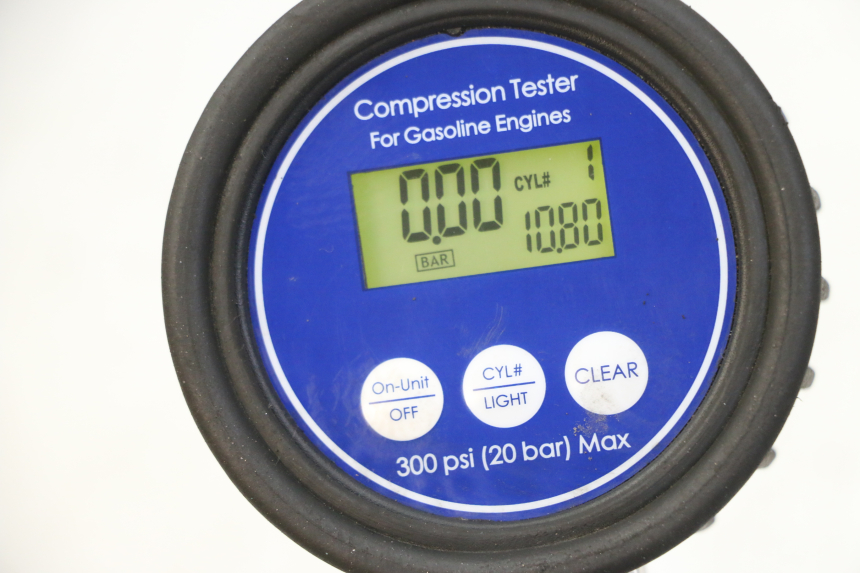 Compression Tester
For Gasoline Engines
0.00 CYL# 1
BAR 10.80
On-Unit
OFF
CYL#
LIGHT
CLEAR
300 psi (20 bar) Max